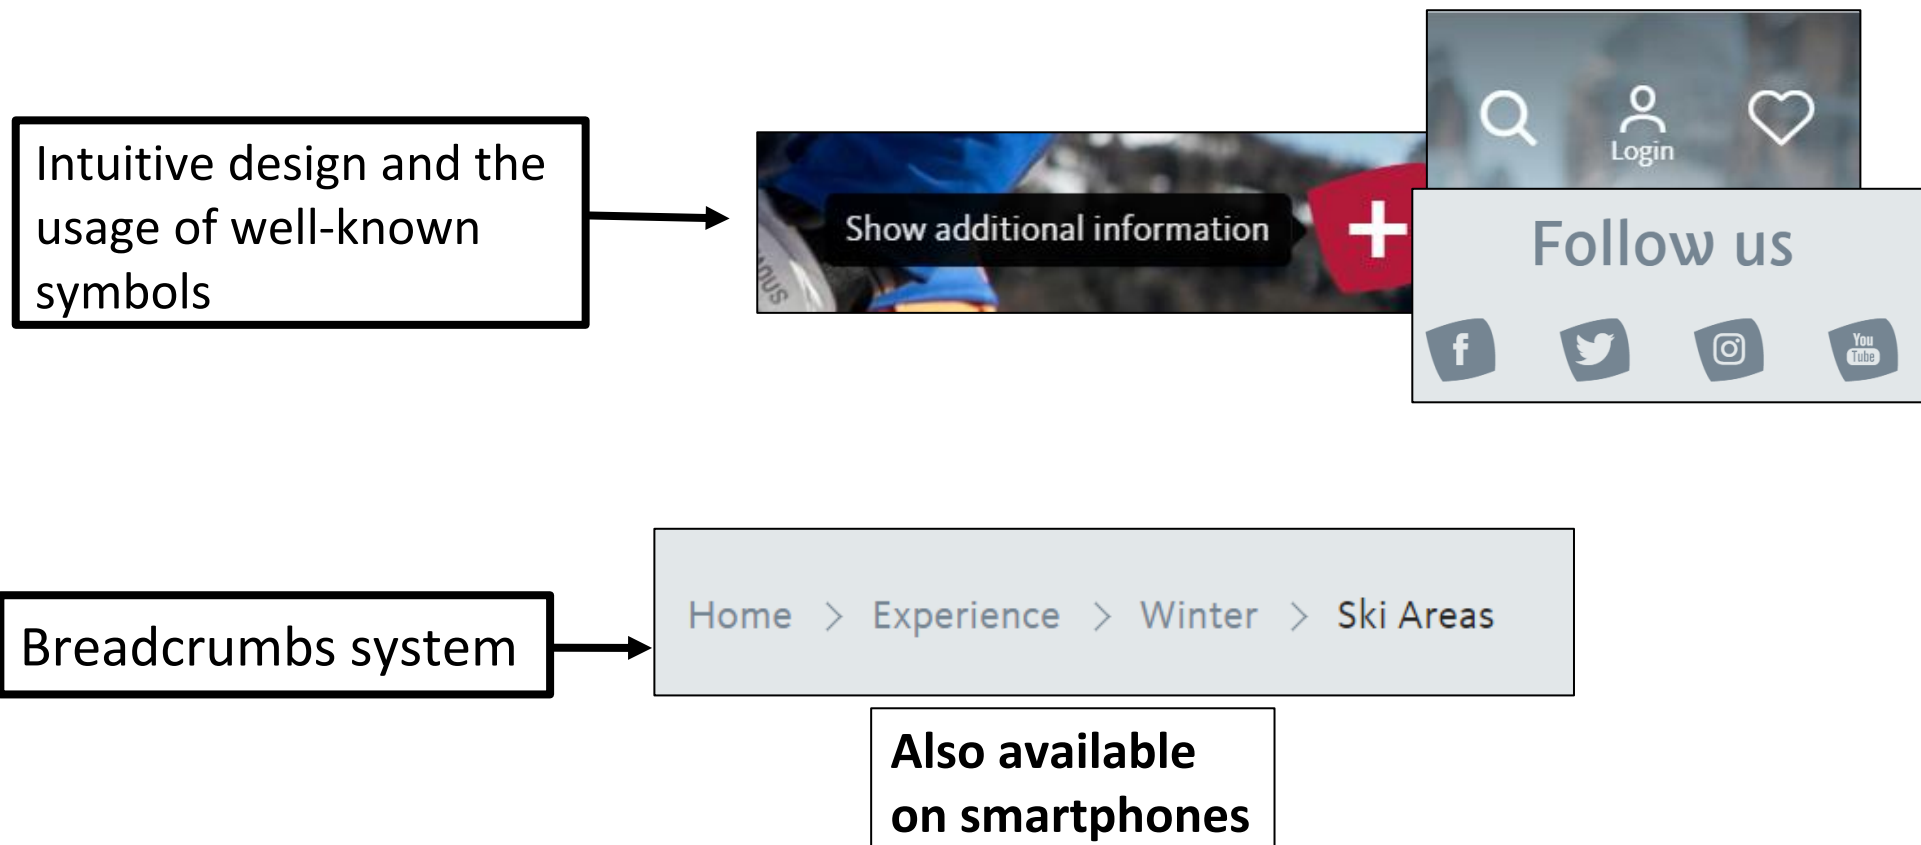 Intuitive design and the
usage of well-known
symbols
Show additional information
Login
Follow us
f
You
Tube
Breadcrumbs system
Home > Experience > Winter > Ski Areas
Also available
on smartphones